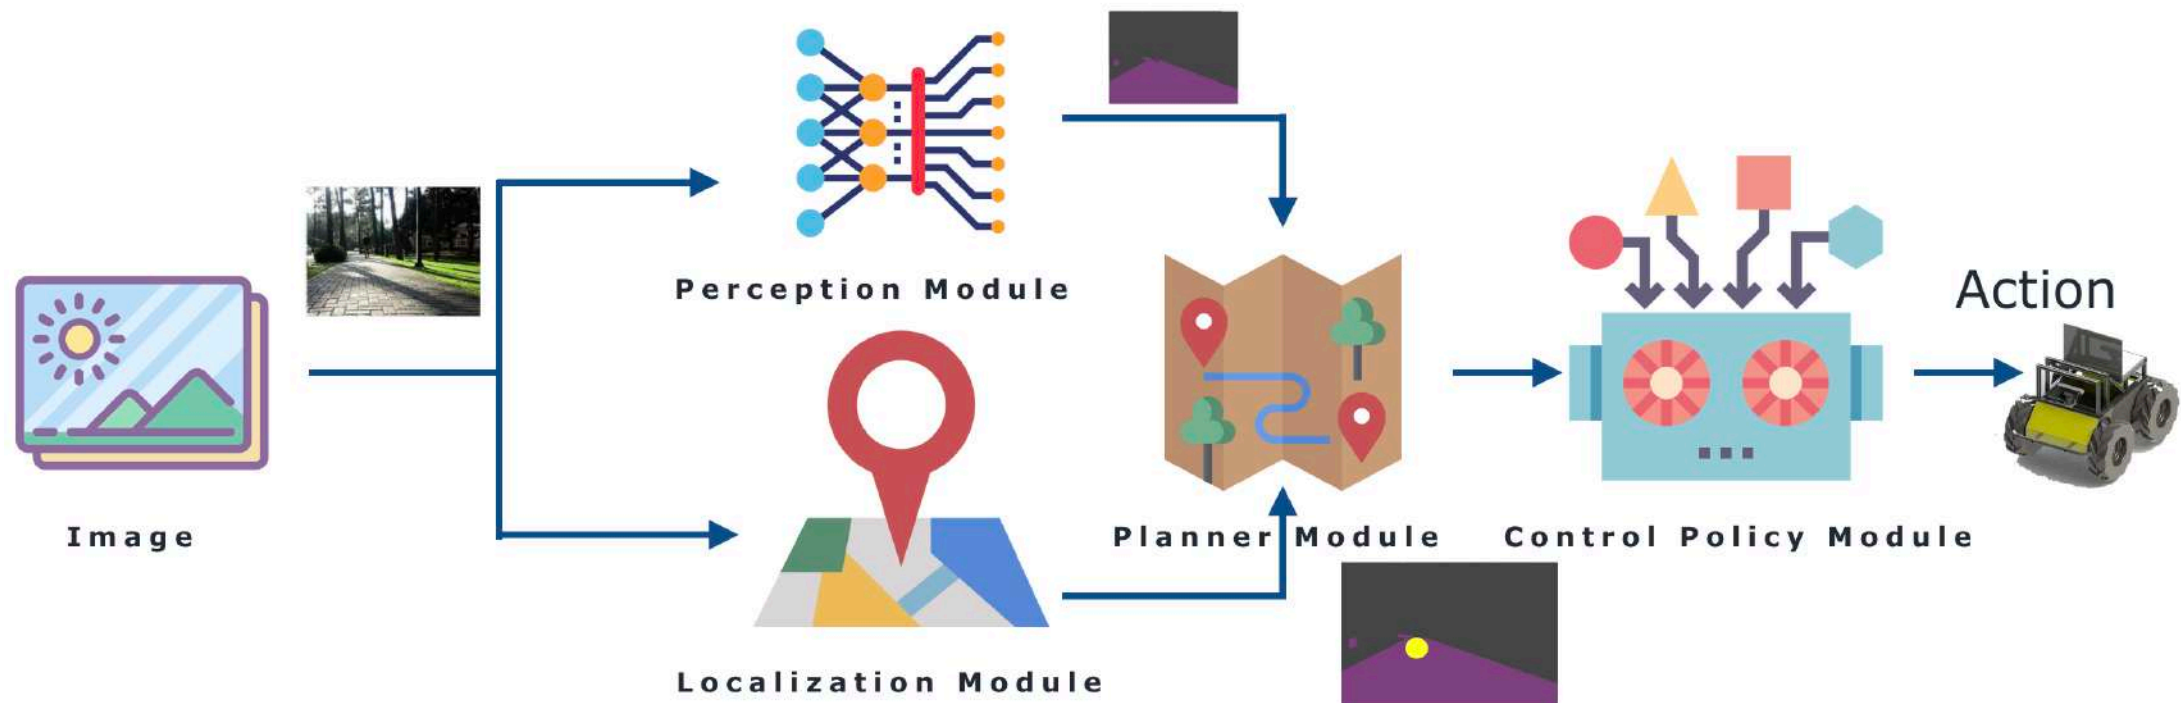 Image
Perception Module
Localization Module
Planner Module
Control Policy Module
Action